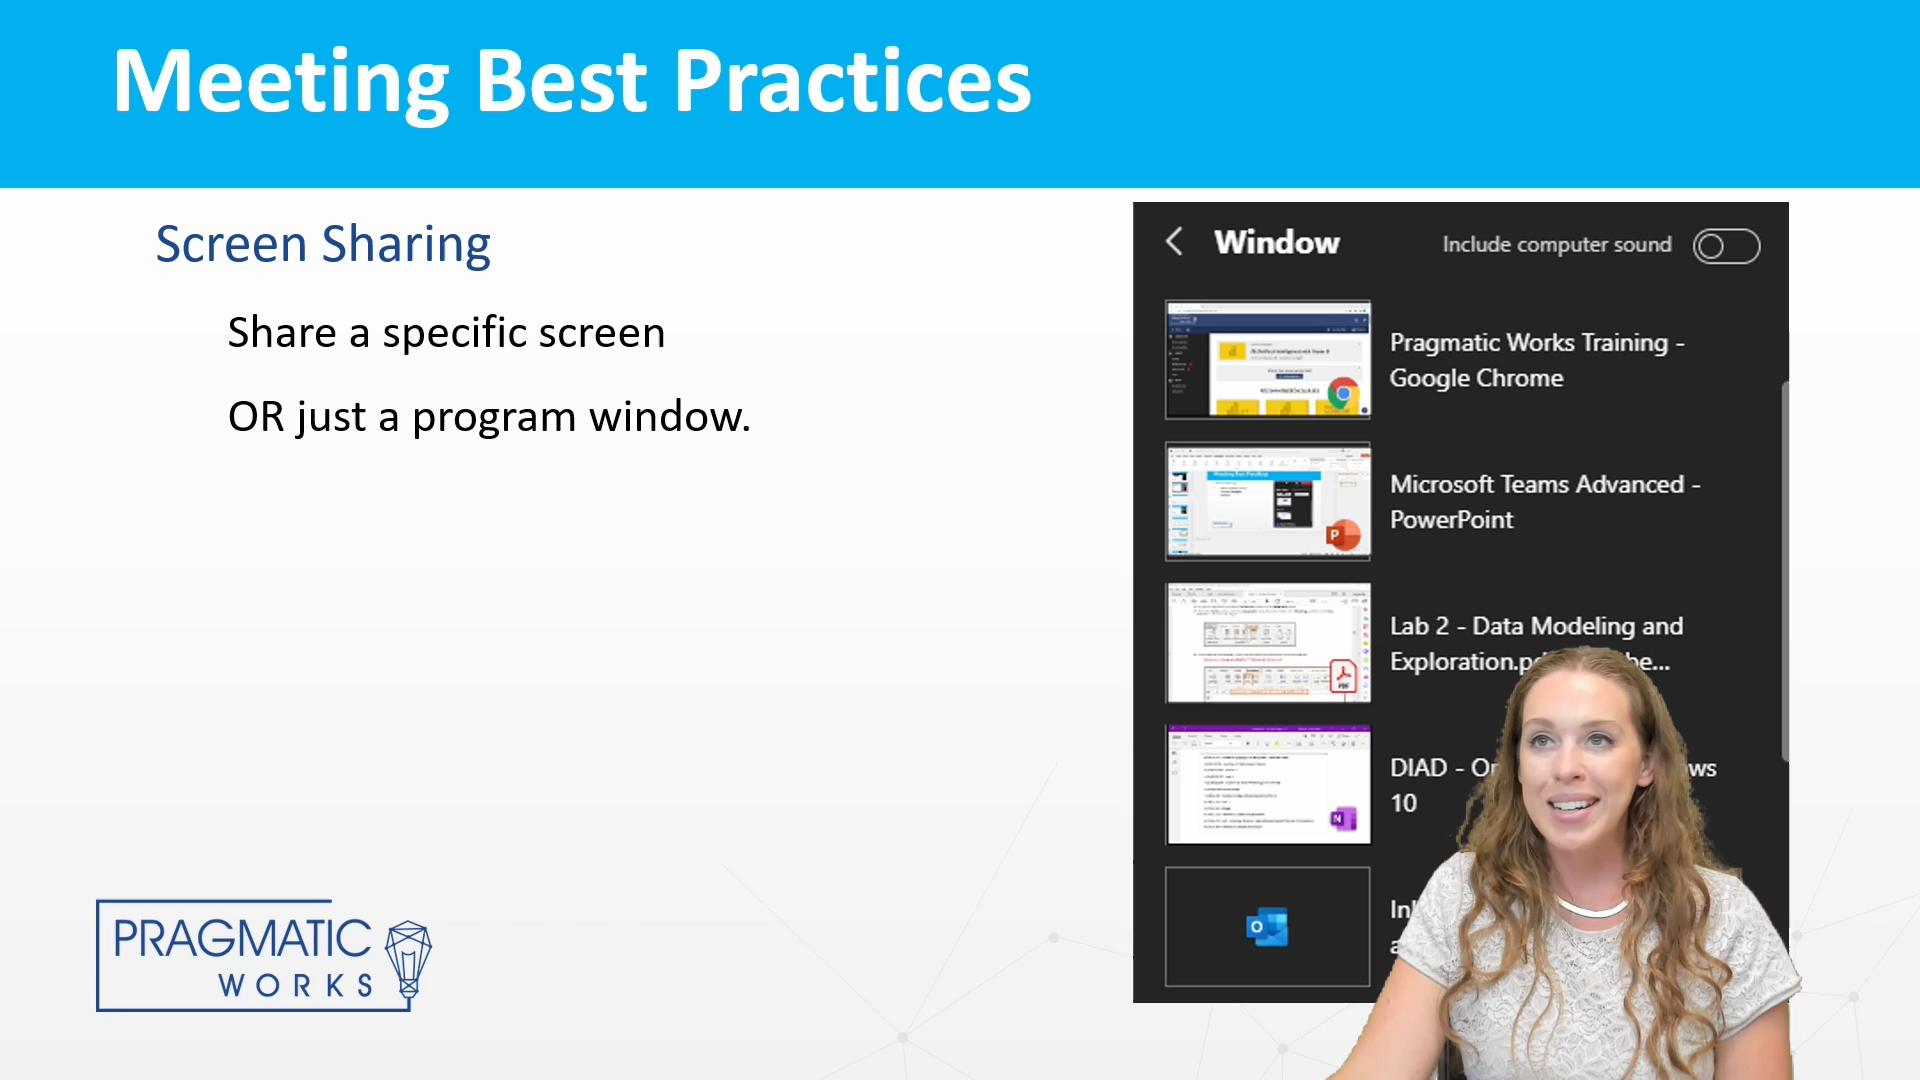 Meeting Best Practices
Screen Sharing
Share a specific screen
OR just a program window.
Window
Include computer sound
Pragmatic Works Training -
Google Chrome
Microsoft Teams Advanced -
PowerPoint
Lab 2 - Data Modeling and
DIAD -
10
PRAGMATIC
WORKS